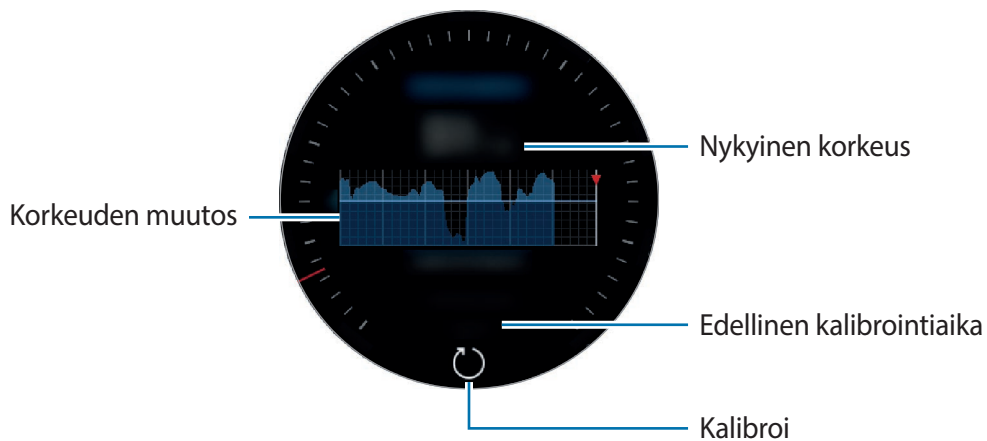 Nykyinen korkeus
Korkeuden muutos
Edellinen kalibrointiaika
Kalibroi